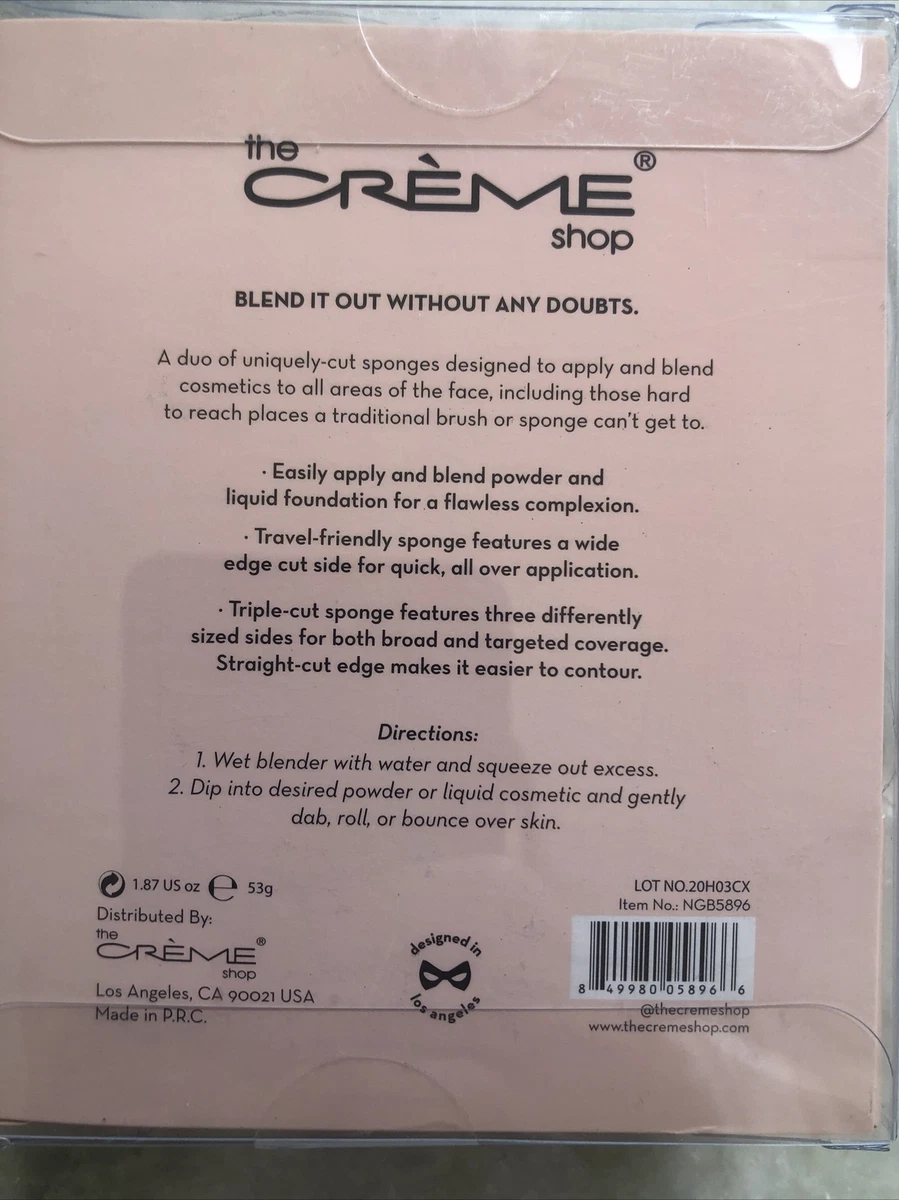 the
CRÈME®
shop
BLEND IT OUT WITHOUT ANY DOUBTS.
A duo of uniquely-cut sponges designed to apply and blend
cosmetics to all areas of the face, including those hard
to reach places a traditional brush or sponge can't get to.
· Easily apply and blend powder and
liquid foundation for a flawless complexion.
· Travel-friendly sponge features a wide
edge cut side for quick, all over application.
· Triple-cut sponge features three differently
sized sides for both broad and targeted coverage.
Straight-cut edge makes it easier to contour.
Directions:
1. Wet blender with water and squeeze out excess.
2. Dip into desired powder or liquid cosmetic and gently
dab, roll, or bounce over skin.
1.87 US oz ℮ 53g
Distributed By:
the
CRÈME®
shop
Los Angeles, CA 90021 USA
Made in P.R.C.
designed in
los angeles
LOT NO.20H03CX
Item No.: NGB5896
8 49980 05896 6
@thecremeshop
www.thecremeshop.com